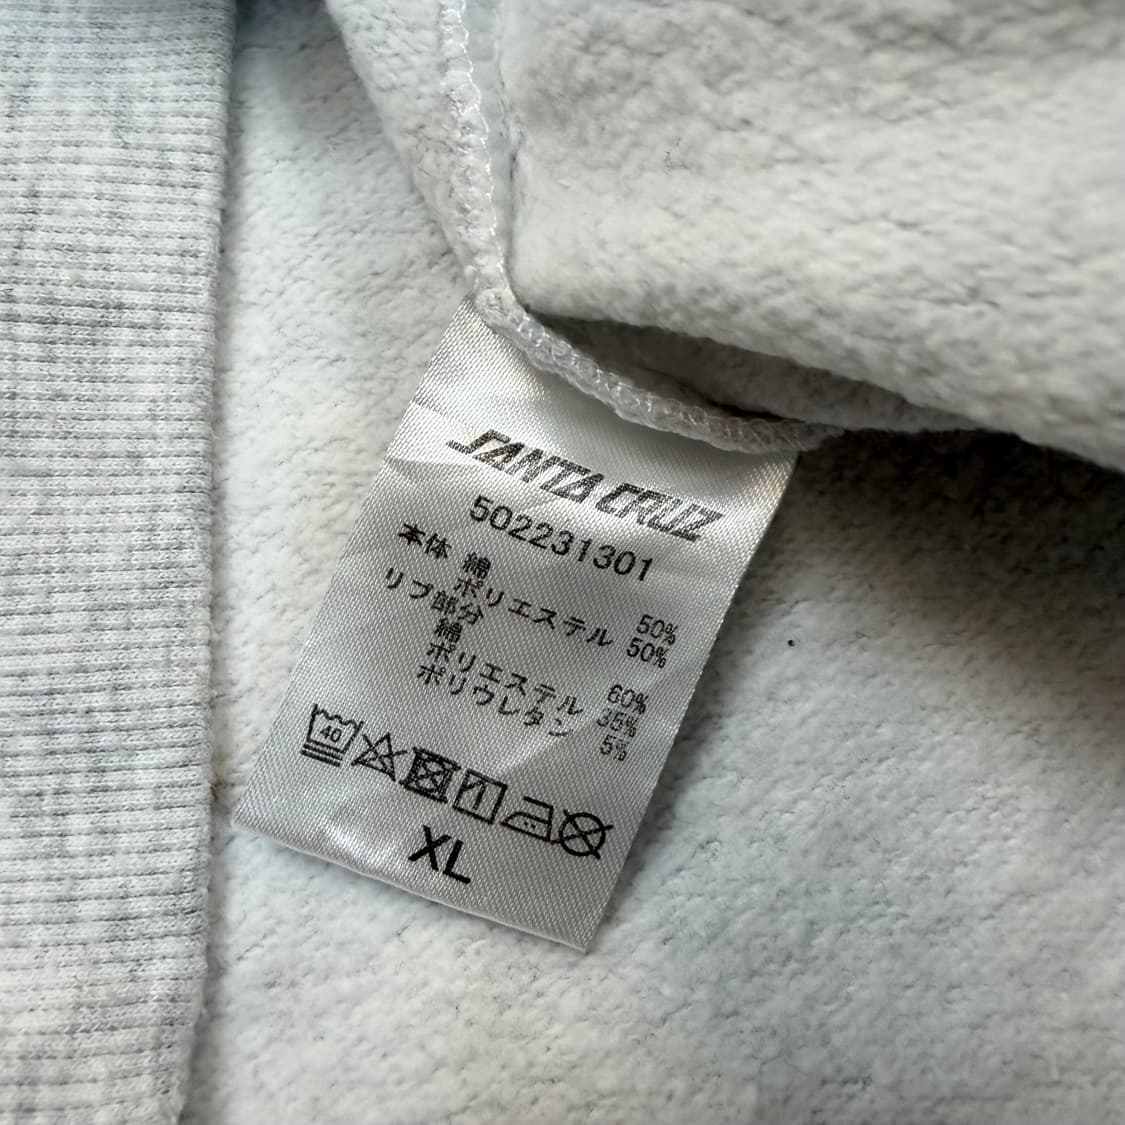 SANTA CRUZ
502231301
本体 綿 50%
ポリエステル 50%
リブ部分
綿 60%
ポリエステル 35%
ポリウレタン 5%
40
XL